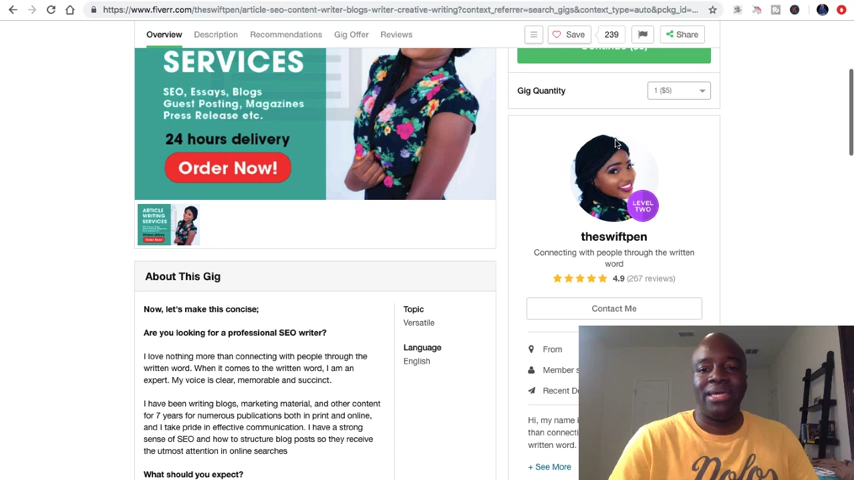 https://www.fiverr.com/theswiftpen/article-seo-content-writer-blogs-writer-creative-writing?context_referrer=search_gigs&context_type=auto&pckg_id=...
Overview
Description
Recommendations
Gig Offer
Reviews
Save
239
Share
SERVICES
SEO, Essays, Blogs
Guest Posting, Magazines
Press Release etc.
24 hours delivery
Order Now!
Gig Quantity
1 ($5)
ARTICLE
WRITING
SERVICES
LEVEL
TWO
theswiftpen
Connecting with people through the written
word
4.9 (267 reviews)
Contact Me
About This Gig
Now, let's make this concise;
Are you looking for a professional SEO writer?
I love nothing more than connecting with people through the
written word. When it comes to the written word, I am an
expert. My voice is clear, memorable and succinct.
I have been writing blogs, marketing material, and other content
for 7 years for numerous publications both in print and online,
and I take pride in effective communication. I have a strong
sense of SEO and how to structure blog posts so they receive
the utmost attention in online searches
What should you expect?
Topic
Versatile
Language
English
From
Member s
Recent De
Hi, my name i
than connecti
written word.
+ See More